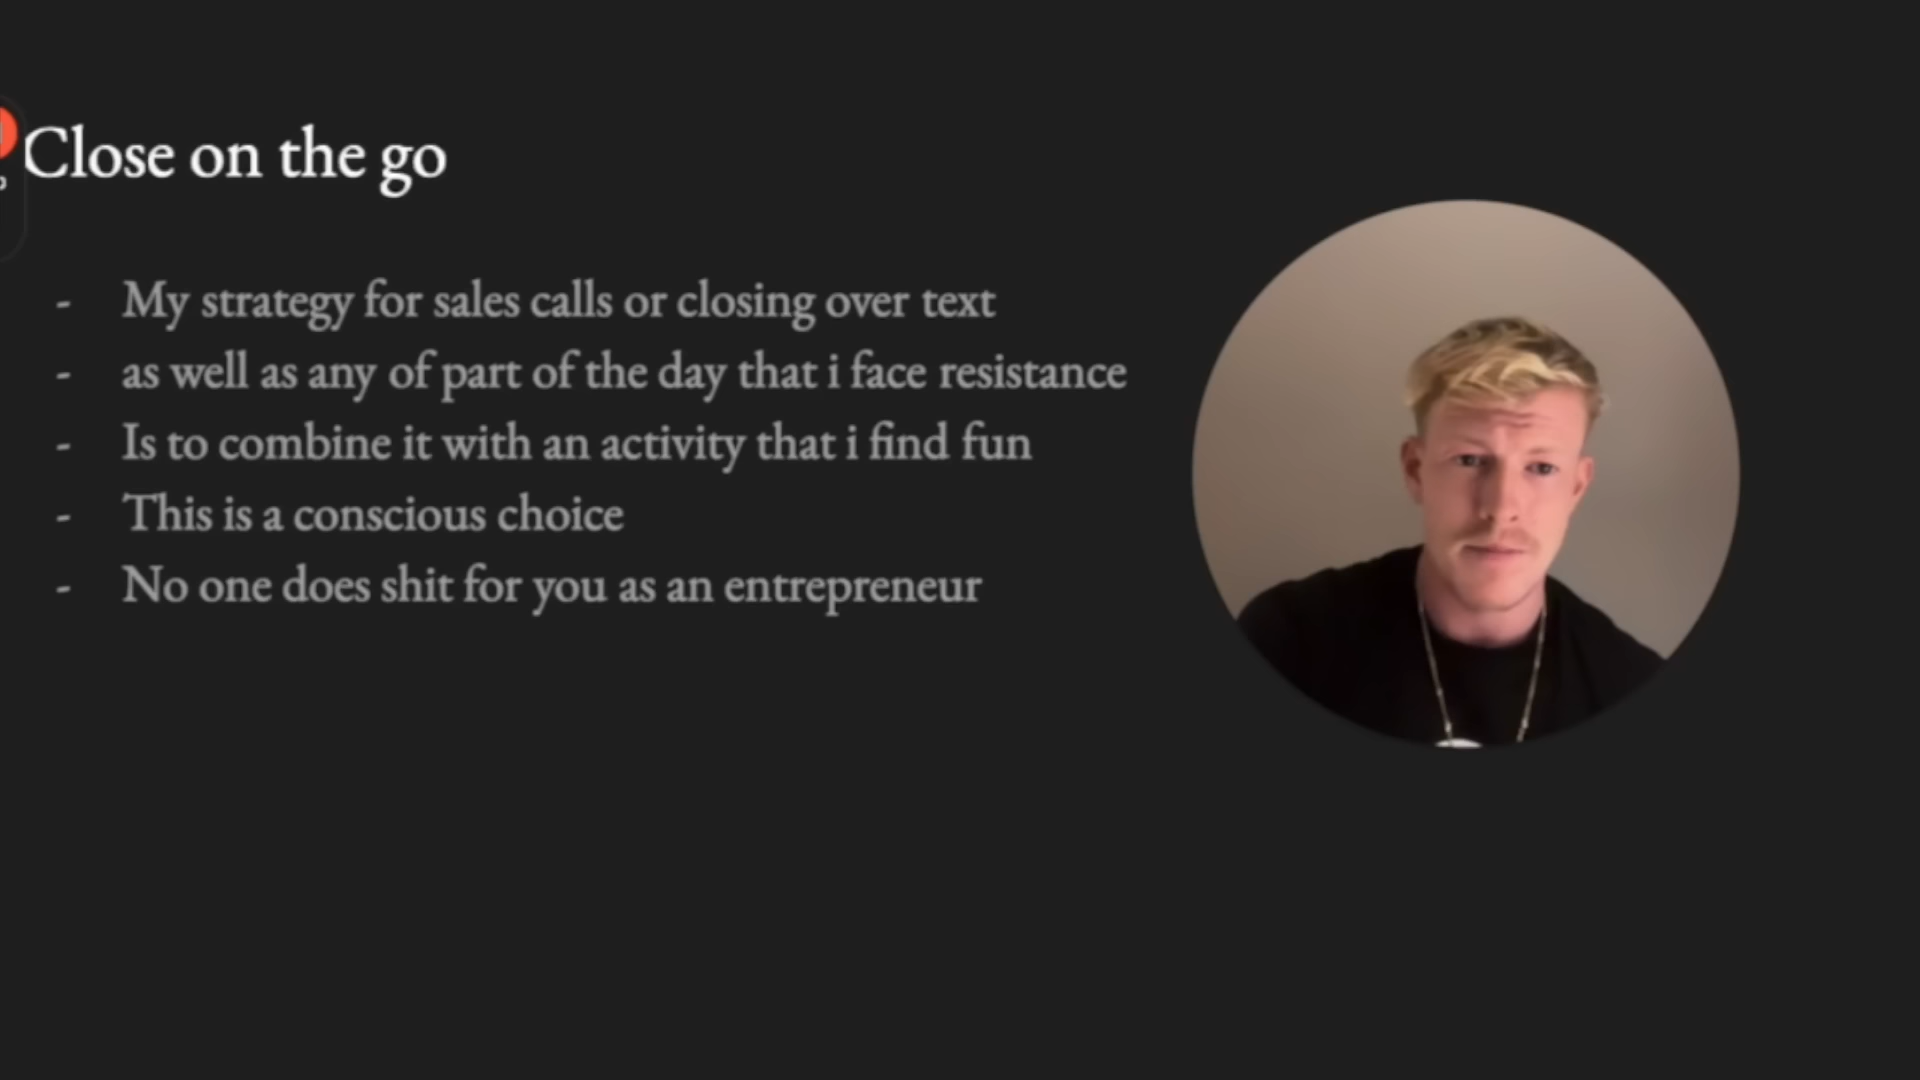 Close on the go
- My strategy for sales calls or closing over text
- as well as any of part of the day that i face resistance
- Is to combine it with an activity that i find fun
- This is a conscious choice
- No one does shit for you as an entrepreneur